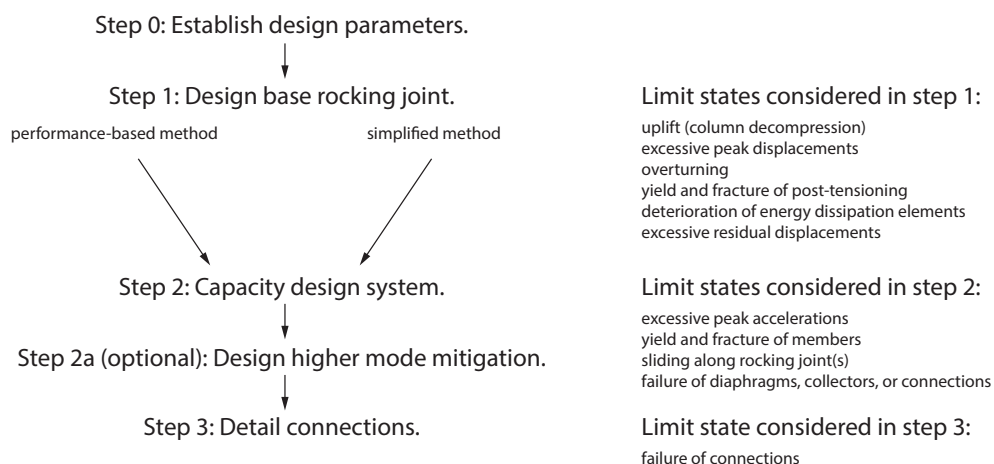 Step 0: Establish design parameters.
Step 1: Design base rocking joint.
performance-based method
simplified method
Step 2: Capacity design system.
Step 2a (optional): Design higher mode mitigation.
Step 3: Detail connections.
Limit states considered in step 1:
uplift (column decompression)
excessive peak displacements
overturning
yield and fracture of post-tensioning
deterioration of energy dissipation elements
excessive residual displacements
Limit states considered in step 2:
excessive peak accelerations
yield and fracture of members
sliding along rocking joint(s)
failure of diaphragms, collectors, or connections
Limit state considered in step 3:
failure of connections